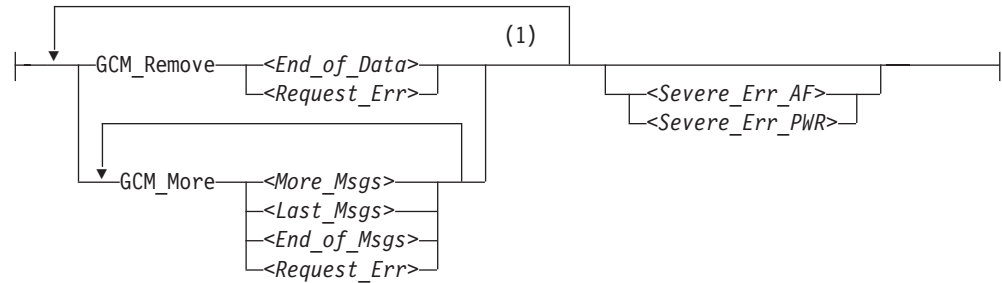 (1)
GCM_Remove <End_of_Data>
<Request_Err>
<Severe_Err_AF>
<Severe_Err_PWR>
GCM_More <More_Msgs>
<Last_Msgs>
<End_of_Msgs>
<Request_Err>